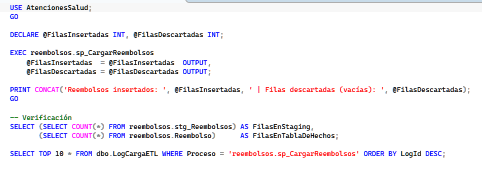 USE AtencionesSalud;
GO
DECLARE @FilasInsertadas INT, @FilasDescartadas INT;
EXEC reembolsos.sp_CargarReembolsos
@FilasInsertadas = @FilasInsertadas OUTPUT,
@FilasDescartadas = @FilasDescartadas OUTPUT;
PRINT CONCAT('Reembolsos insertados: ', @FilasInsertadas, ' | Filas descartadas (vacías): ', @FilasDescartadas);
GO
-- Verificación
SELECT (SELECT COUNT(*) FROM reembolsos.stg_Reembolsos) AS FilasEnStaging,
(SELECT COUNT(*) FROM reembolsos.Reembolso) AS FilasEnTablaDeHechos;
SELECT TOP 10 * FROM dbo.LogCargaETL WHERE Proceso = 'reembolsos.sp_CargarReembolsos' ORDER BY LogId DESC;